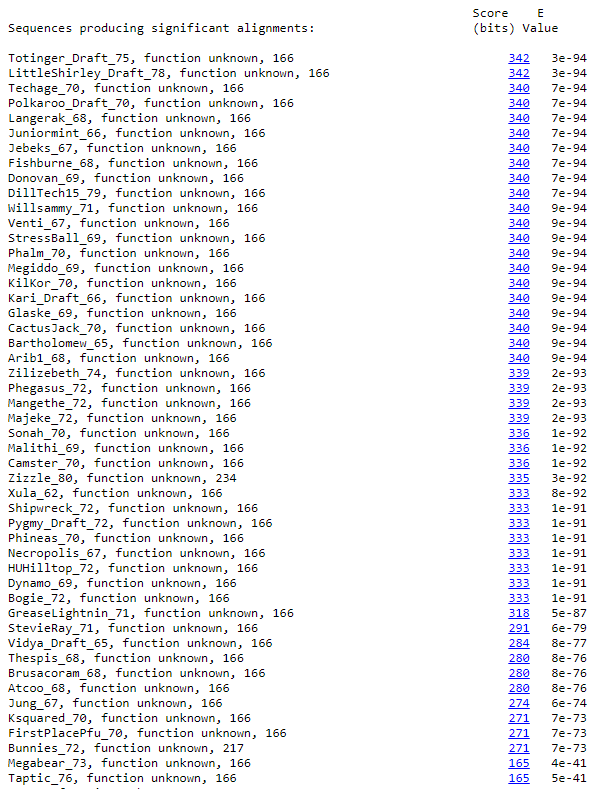 Score E
Sequences producing significant alignments: (bits) Value
Totinger_Draft_75, function unknown, 166 342 3e-94
LittleShirley_Draft_78, function unknown, 166 342 3e-94
Techage_70, function unknown, 166 340 7e-94
Polkaroo_Draft_70, function unknown, 166 340 7e-94
Langerak_68, function unknown, 166 340 7e-94
Juniormint_66, function unknown, 166 340 7e-94
Jebeks_67, function unknown, 166 340 7e-94
Fishburne_68, function unknown, 166 340 7e-94
Donovan_69, function unknown, 166 340 7e-94
DillTech15_79, function unknown, 166 340 7e-94
Willsammy_71, function unknown, 166 340 9e-94
Venti_67, function unknown, 166 340 9e-94
StressBall_69, function unknown, 166 340 9e-94
Phalm_70, function unknown, 166 340 9e-94
Megiddo_69, function unknown, 166 340 9e-94
KilKor_70, function unknown, 166 340 9e-94
Kari_Draft_66, function unknown, 166 340 9e-94
Glaske_69, function unknown, 166 340 9e-94
CactusJack_70, function unknown, 166 340 9e-94
Bartholomew_65, function unknown, 166 340 9e-94
Arib1_68, function unknown, 166 340 9e-94
Zilizebeth_74, function unknown, 166 339 2e-93
Phegasus_72, function unknown, 166 339 2e-93
Mangethe_72, function unknown, 166 339 2e-93
Majeke_72, function unknown, 166 339 2e-93
Sonah_70, function unknown, 166 336 1e-92
Malithi_69, function unknown, 166 336 1e-92
Camster_70, function unknown, 166 336 1e-92
Zizzle_80, function unknown, 234 335 3e-92
Xula_62, function unknown, 166 333 8e-92
Shipwreck_72, function unknown, 166 333 1e-91
Pygmy_Draft_72, function unknown, 166 333 1e-91
Phineas_70, function unknown, 166 333 1e-91
Necropolis_67, function unknown, 166 333 1e-91
HUHilltop_72, function unknown, 166 333 1e-91
Dynamo_69, function unknown, 166 333 1e-91
Bogie_72, function unknown, 166 333 1e-91
GreaseLightnin_71, function unknown, 166 318 5e-87
StevieRay_71, function unknown, 166 291 6e-79
Vidya_Draft_65, function unknown, 166 284 8e-77
Thespis_68, function unknown, 166 280 8e-76
Brusacoram_68, function unknown, 166 280 8e-76
Atcoo_68, function unknown, 166 280 8e-76
Jung_67, function unknown, 166 274 6e-74
Ksquared_70, function unknown, 166 271 7e-73
FirstPlacePfu_70, function unknown, 166 271 7e-73
Bunnies_72, function unknown, 217 271 7e-73
Megabear_73, function unknown, 166 165 4e-41
Taptic_76, function unknown, 166 165 5e-41